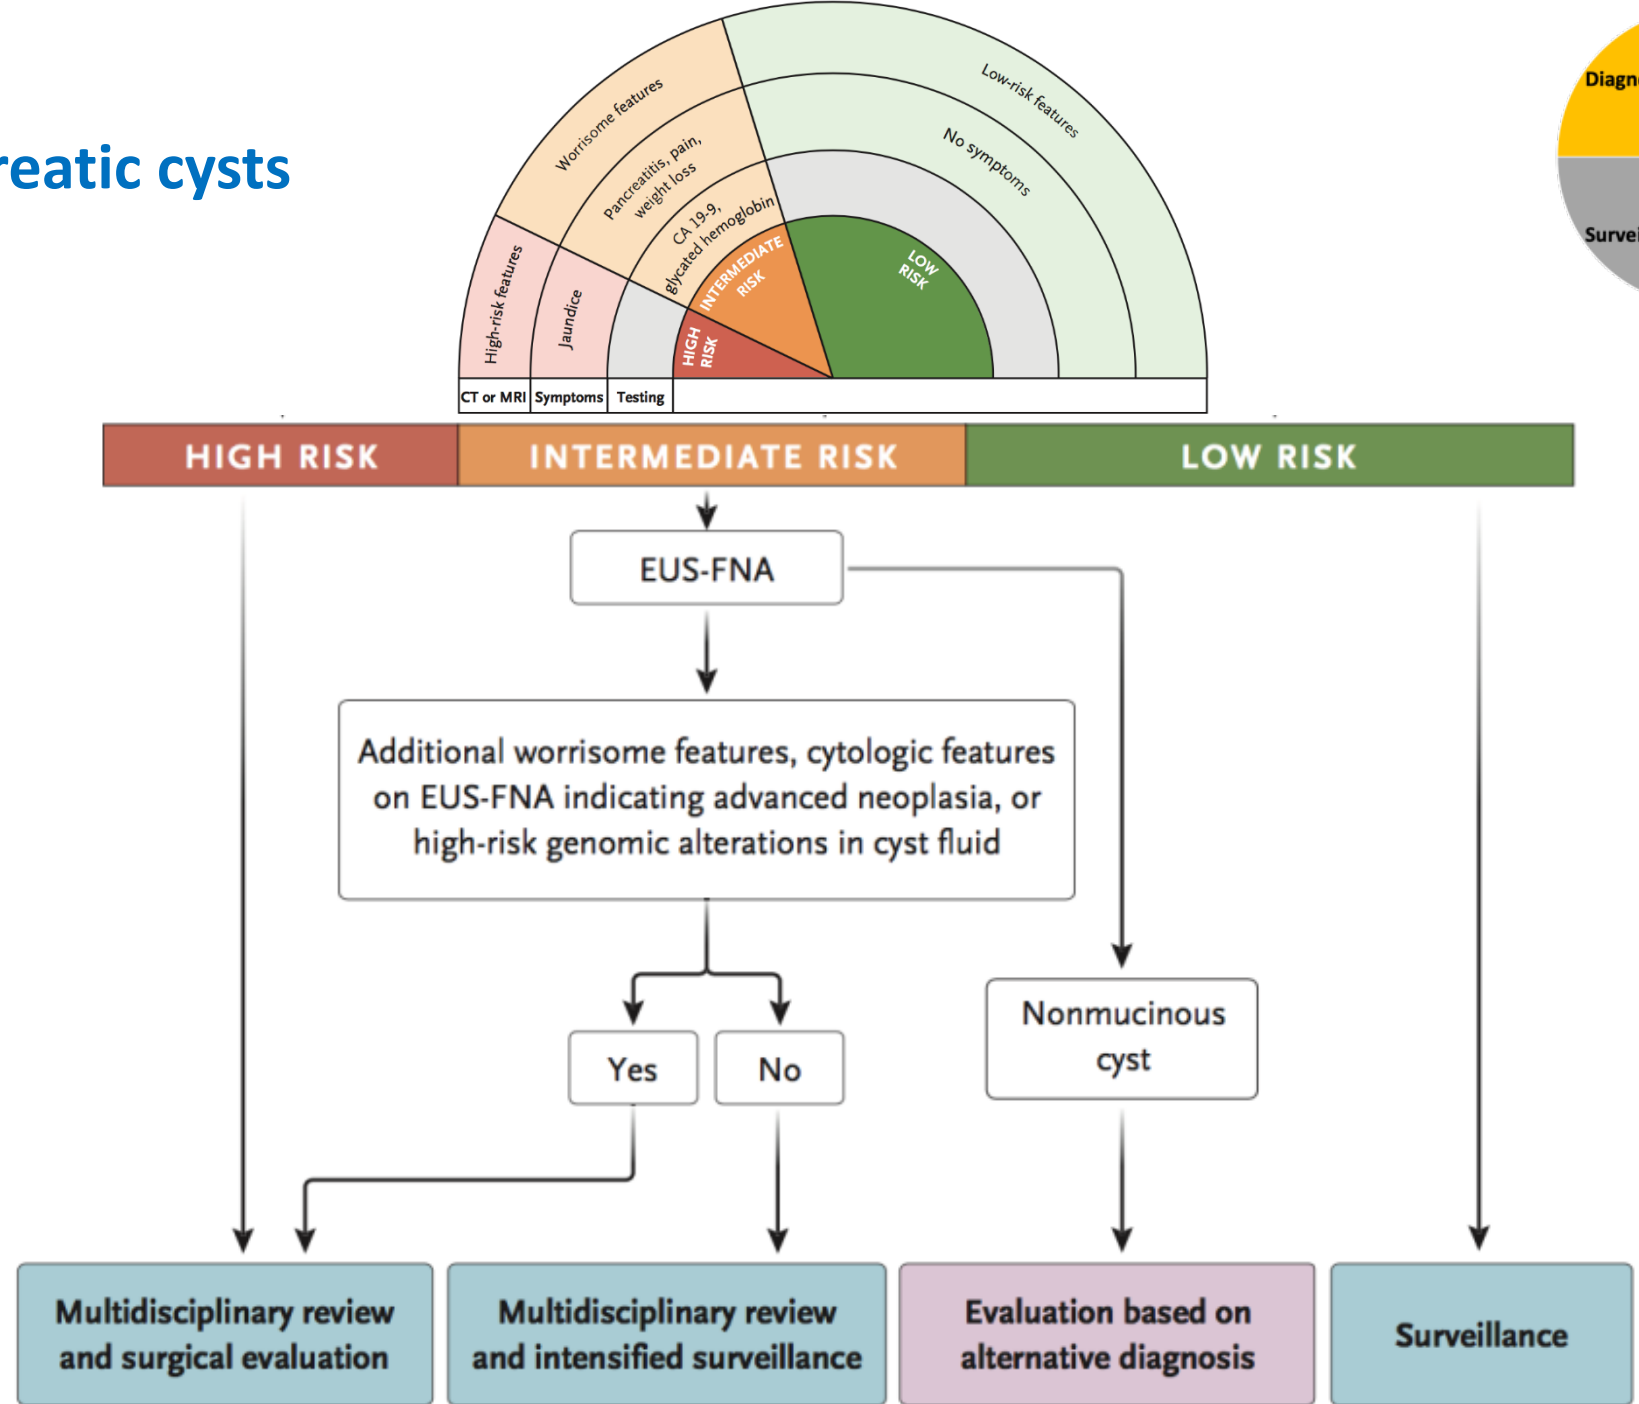 reatic cysts
Worrisome features
Low-risk features
Pancreatitis, pain,
weight loss
No symptoms
CA 19-9,
glycated hemoglobin
High-risk features
Jaundice
HIGH
RISK
INTERMEDIATE
RISK
LOW
RISK
CT or MRI
Symptoms
Testing
Diagn
Survei
HIGH RISK
INTERMEDIATE RISK
LOW RISK
EUS-FNA
Additional worrisome features, cytologic features
on EUS-FNA indicating advanced neoplasia, or
high-risk genomic alterations in cyst fluid
Yes
No
Nonmucinous
cyst
Multidisciplinary review
and surgical evaluation
Multidisciplinary review
and intensified surveillance
Evaluation based on
alternative diagnosis
Surveillance